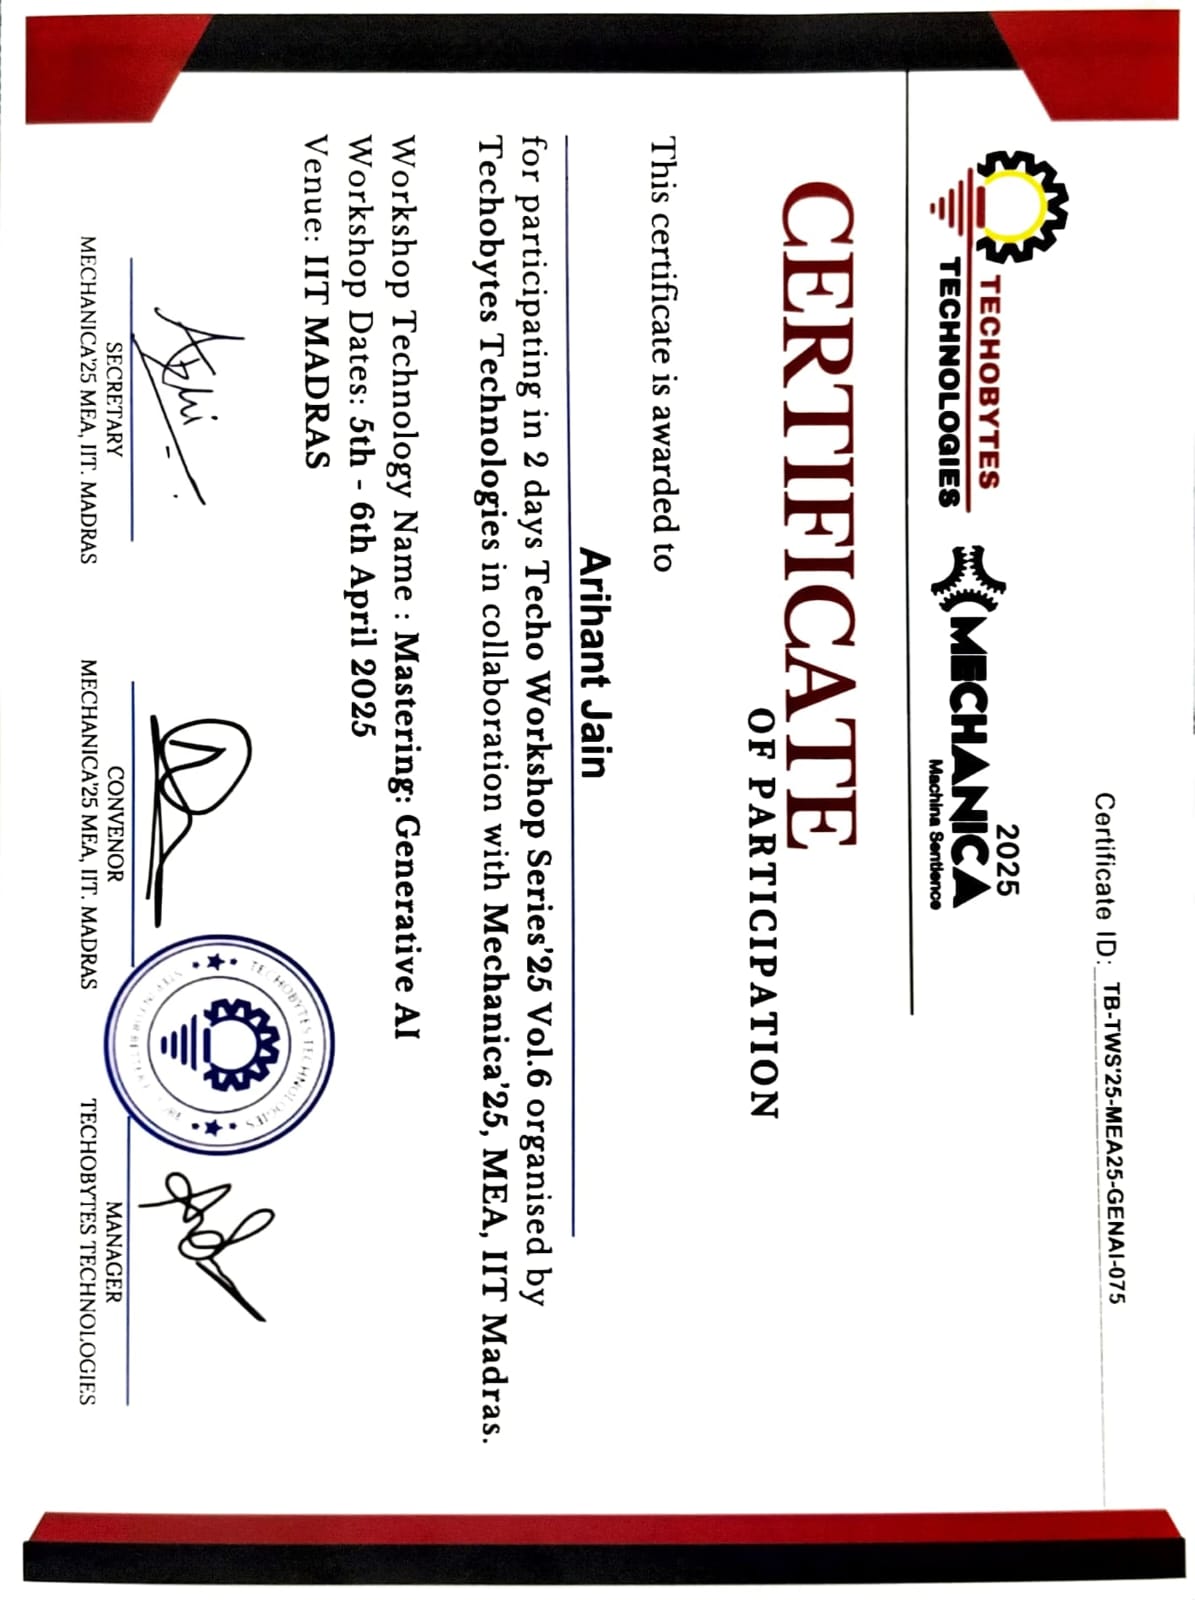 Certificate ID: TB-TWS'25-MEA25-GENAI-075
TECHOBYTES
TECHNOLOGIES
2025
MECHANICA
Machina Sentience
CERTIFICATE
OF PARTICIPATION
This certificate is awarded to
Arihant Jain
for participating in 2 days Techo Workshop Series'25 Vol.6 organised by
Techobytes Technologies in collaboration with Mechanica'25, MEA, IIT Madras.
Workshop Technology Name : Mastering: Generative AI
Workshop Dates: 5th - 6th April 2025
Venue: IIT MADRAS
TECHOBYTES TECHNOLOGIES
SECRETARY
MECHANICA'25 MEA, IIT. MADRAS
CONVENOR
MECHANICA'25 MEA, IIT. MADRAS
MANAGER
TECHOBYTES TECHNOLOGIES